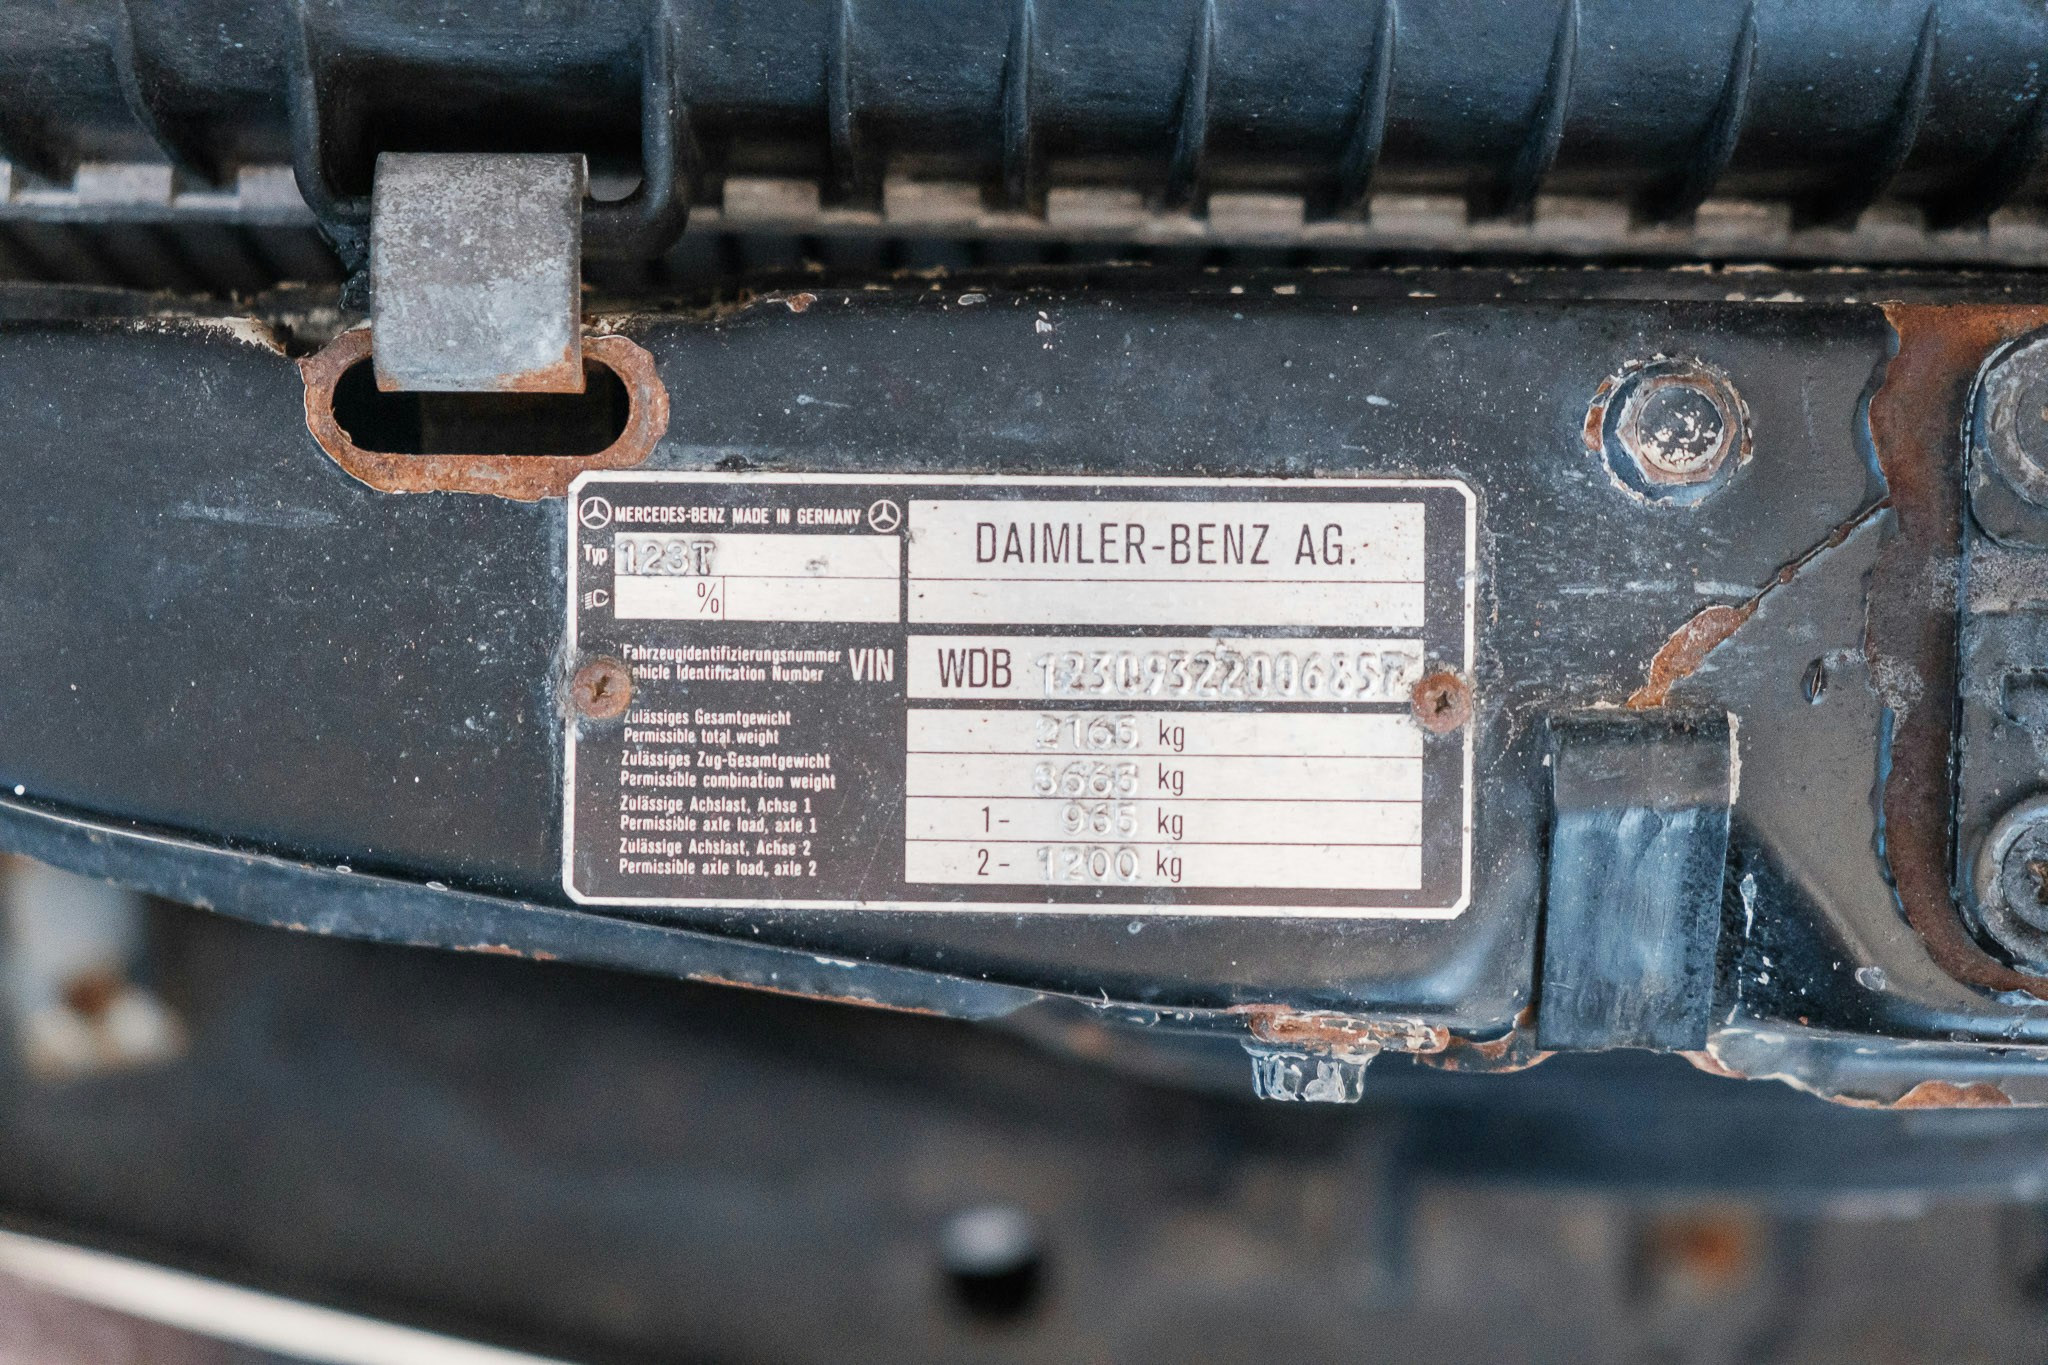 MERCEDES-BENZ MADE IN GERMANY
DAIMLER-BENZ AG.
Typ 123T
%
Fahrzeugidentifizierungsnummer
Vehicle Identification Number
VIN
WDB
Zulässiges Gesamtgewicht
Permissible total weight
2165 kg
Zulässiges Zug-Gesamtgewicht
Permissible combination weight
3665 kg
Zulässige Achslast, Achse 1
Permissible axle load, axle 1
1- 965 kg
Zulässige Achslast, Achse 2
Permissible axle load, axle 2
2- 1200 kg